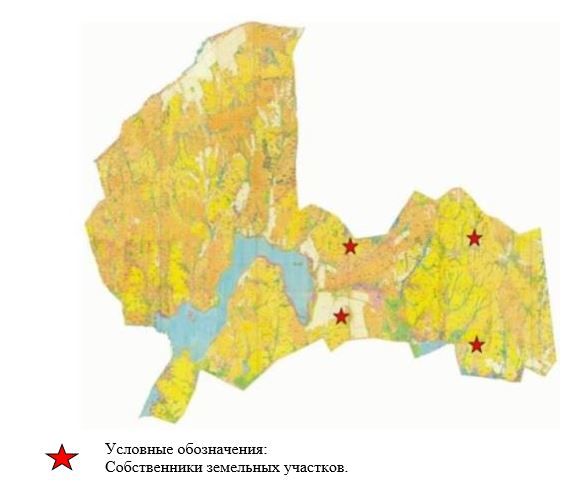 Условные обозначения:
Собственники земельных участков.